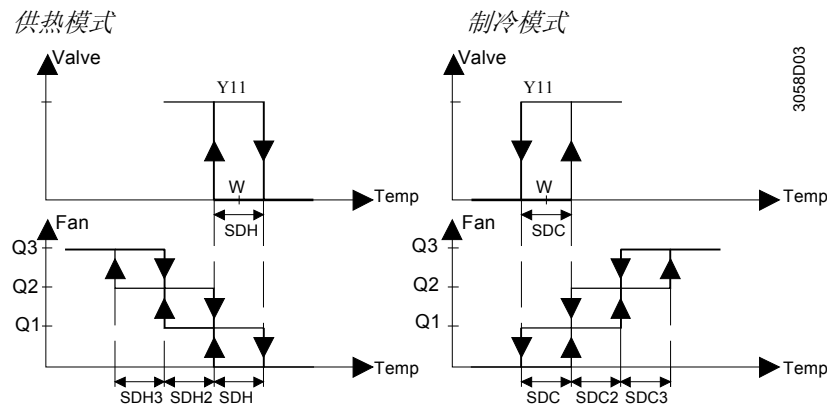 供热模式
Valve
Y11
W
Temp
SDH
Fan
Q3
Q2
Q1
Temp
SDH3 SDH2 SDH
制冷模式
Valve
Y11
W
Temp
SDC
Fan
Q3
Q2
Q1
Temp
SDC SDC2 SDC3
3058D03